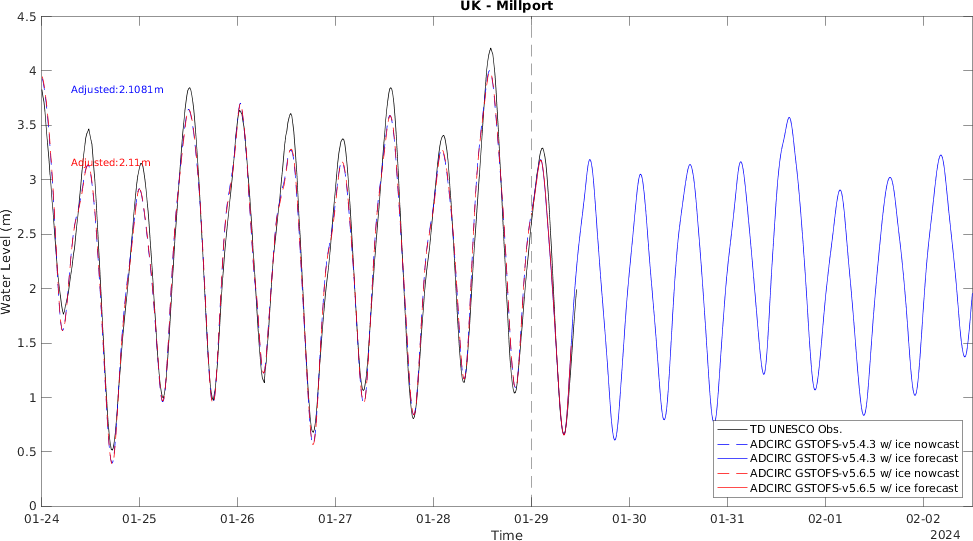 UK - Millport
Water Level (m)
4.5
4
3.5
3
2.5
2
1.5
1
0.5
0
Adjusted:2.1081m
Adjusted:2.11m
TD UNESCO Obs.
ADCIRC GSTOFS-v5.4.3 w/ ice nowcast
ADCIRC GSTOFS-v5.4.3 w/ ice forecast
ADCIRC GSTOFS-v5.6.5 w/ ice nowcast
ADCIRC GSTOFS-v5.6.5 w/ ice forecast
01-24 01-25 01-26 01-27 01-28 01-29 01-30 01-31 02-01 02-02
Time
2024